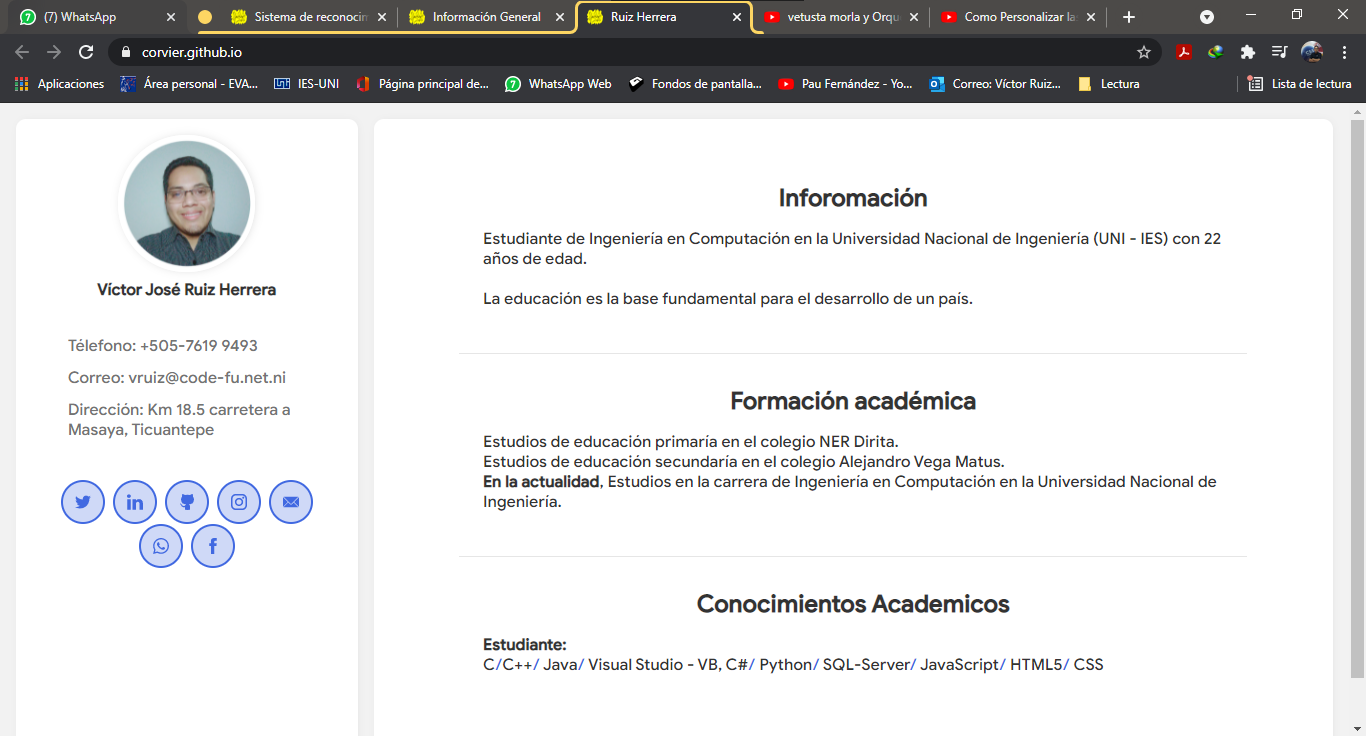 (7) WhatsApp
Sistema de reconocim
Información General
Ruiz Herrera
vetusta morla y Orqu
Como Personalizar la
corvier.github.io
Aplicaciones
Área personal - EVA...
IES-UNI
Página principal de...
WhatsApp Web
Fondos de pantalla...
Pau Fernández - Yo...
Correo: Víctor Ruiz...
Lectura
Lista de lectura
Víctor José Ruiz Herrera
Télefono: +505-7619 9493
Correo: vruiz@code-fu.net.ni
Dirección: Km 18.5 carretera a
Masaya, Ticuantepe
Inforomación
Estudiante de Ingeniería en Computación en la Universidad Nacional de Ingeniería (UNI - IES) con 22
años de edad.
La educación es la base fundamental para el desarrollo de un país.
Formación académica
Estudios de educación primaría en el colegio NER Dirita.
Estudios de educación secundaría en el colegio Alejandro Vega Matus.
En la actualidad, Estudios en la carrera de Ingeniería en Computación en la Universidad Nacional de
Ingeniería.
Conocimientos Academicos
Estudiante:
C/C++/ Java/ Visual Studio - VB, C#/ Python/ SQL-Server/ JavaScript/ HTML5/ CSS